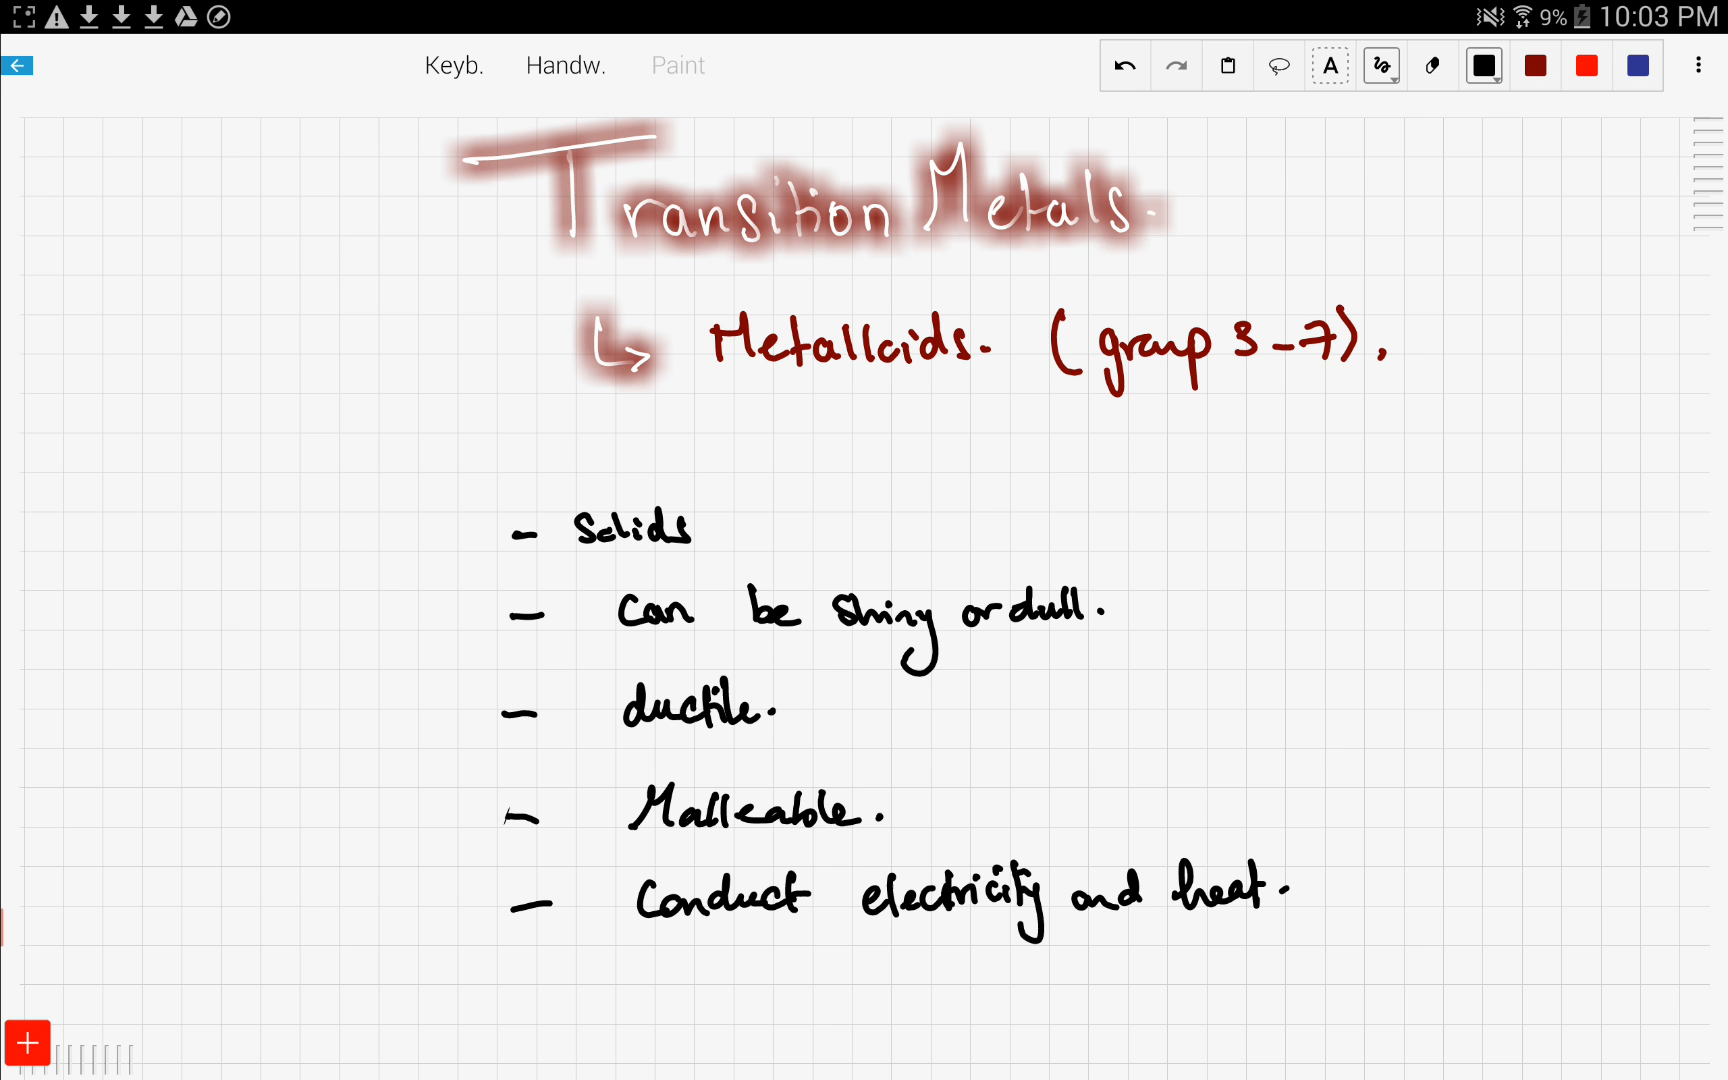 9% 10:03 PM
Keyb. Handw. Paint A
Transition Metals.
Metalloids. (group 3-7).
- Solids
- Can be shiny or dull.
- ductile.
- Malleable.
- Conduct electricity and heat.